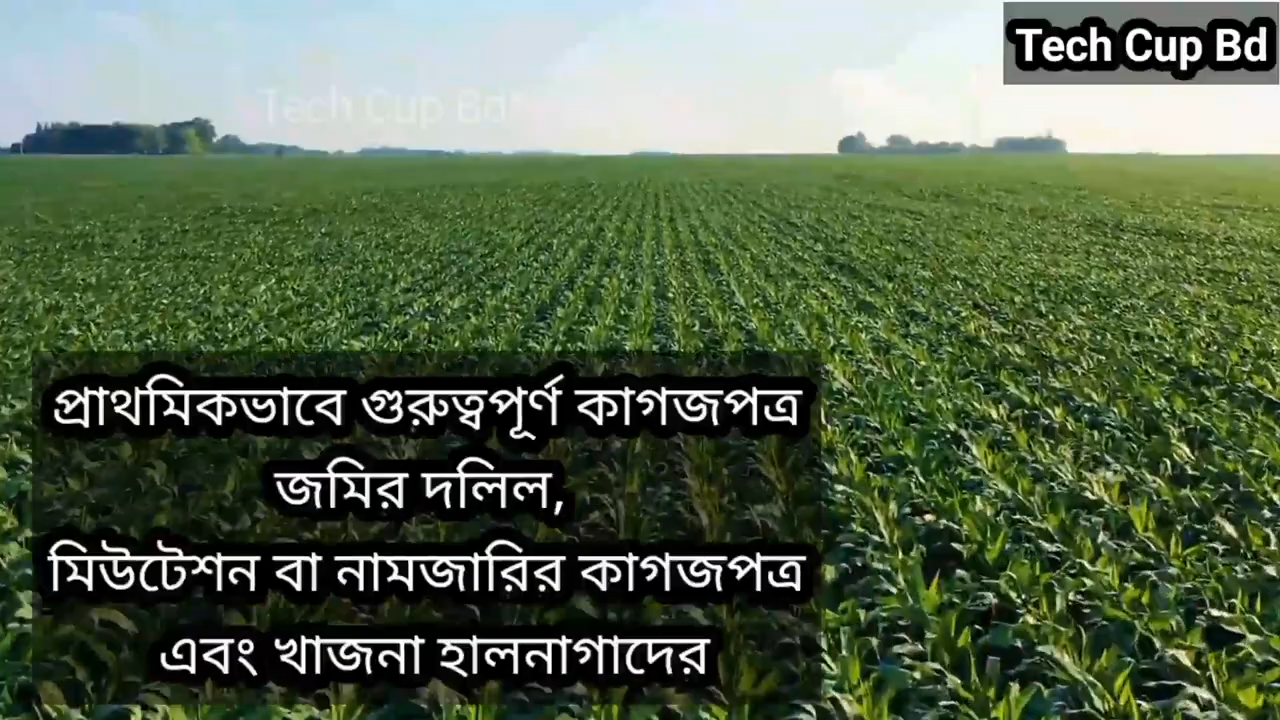 Tech Cup Bd
Tech Cup Bd
প্রাথমিকভাবে গুরুত্বপূর্ণ কাগজপত্র
জমির দলিল,
মিউটেশন বা নামজারির কাগজপত্র
এবং খাজনা হালনাগাদের